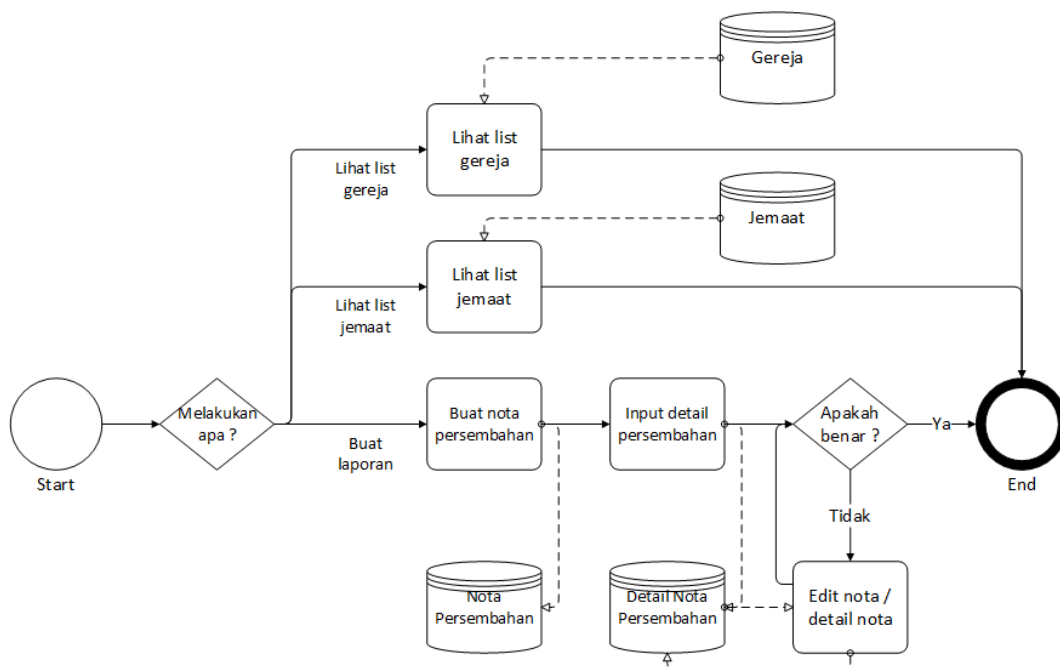 Gereja
Lihat list
gereja
Lihat list
gereja
Jemaat
Lihat list
jemaat
Lihat list
jemaat
Melakukan
apa ?
Start
Buat nota
persembahan
Buat
laporan
Input detail
persembahan
Apakah
benar ?
Ya
End
Tidak
Nota
Persembahan
Detail Nota
Persembahan
Edit nota /
detail nota